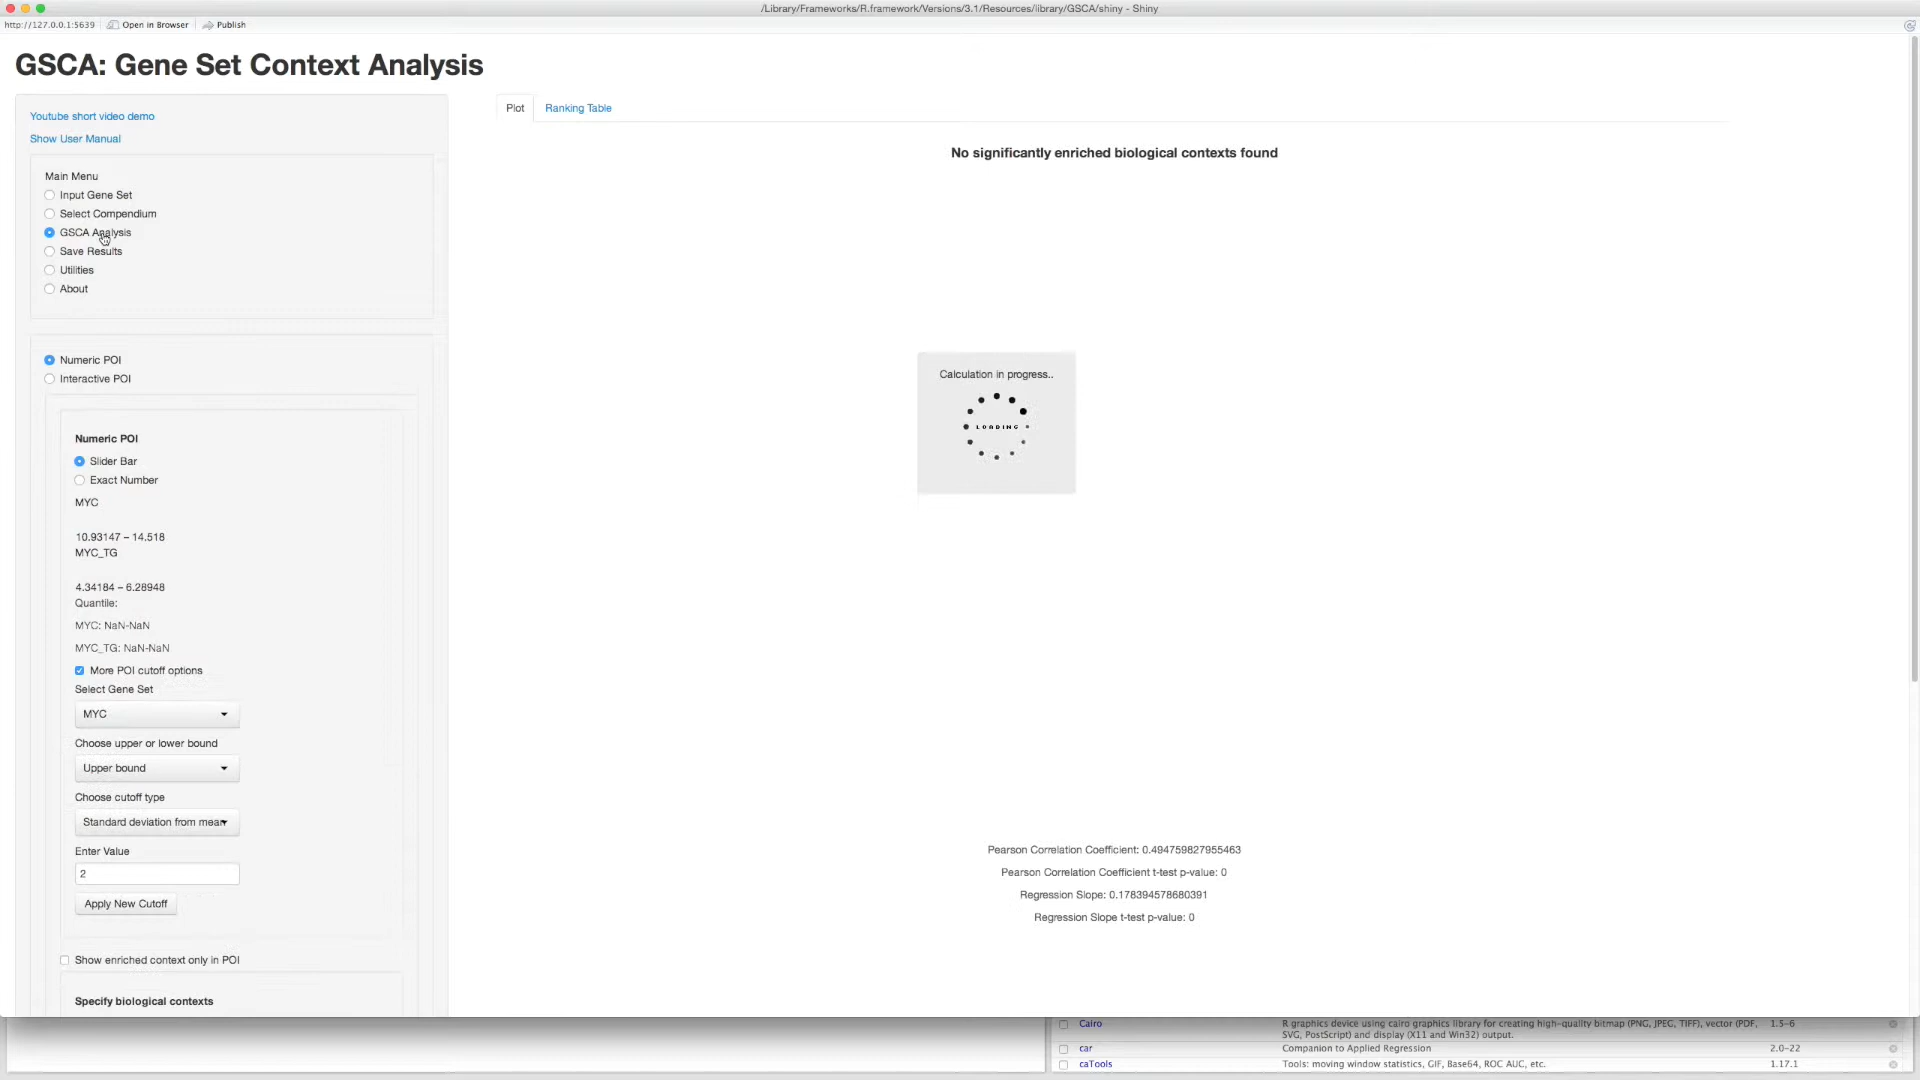 /Library/Frameworks/R.framework/Versions/3.1/Resources/library/GSCA/shiny - Shiny
http://127.0.0.1:5639 Open in Browser Publish
GSCA: Gene Set Context Analysis
Youtube short video demo
Show User Manual
Main Menu
Input Gene Set
Select Compendium
GSCA Analysis
Save Results
Utilities
About
Numeric POI
Interactive POI
Numeric POI
Slider Bar
Exact Number
MYC
10.93147 – 14.518
MYC_TG
4.34184 – 6.28948
Quantile:
MYC: NaN-NaN
MYC_TG: NaN-NaN
More POI cutoff options
Select Gene Set
MYC
Choose upper or lower bound
Upper bound
Choose cutoff type
Standard deviation from mean
Enter Value
2
Apply New Cutoff
Show enriched context only in POI
Specify biological contexts
Plot Ranking Table
No significantly enriched biological contexts found
Calculation in progress..
LOADING
Pearson Correlation Coefficient: 0.494759827955463
Pearson Correlation Coefficient t-test p-value: 0
Regression Slope: 0.178394578680391
Regression Slope t-test p-value: 0
Cairo R graphics device using cairo graphics library for creating high-quality bitmap (PNG, JPEG, TIFF), vector (PDF, 1.5-6
SVG, PostScript) and display (X11 and Win32) output.
car Companion to Applied Regression 2.0-22
caTools Tools: moving window statistics, GIF, Base64, ROC AUC, etc. 1.17.1